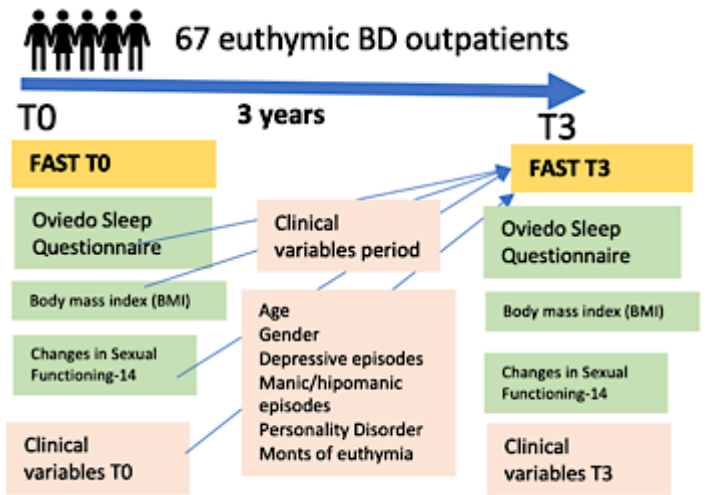 67 euthymic BD outpatients
T0
3 years
T3
FAST T0
Oviedo Sleep
Questionnaire
Body mass index (BMI)
Changes in Sexual
Functioning-14
Clinical
variables T0
Clinical
variables period
Age
Gender
Depressive episodes
Manic/hipomanic
episodes
Personality Disorder
Monts of euthymia
FAST T3
Oviedo Sleep
Questionnaire
Body mass index (BMI)
Changes in Sexual
Functioning-14
Clinical
variables T3